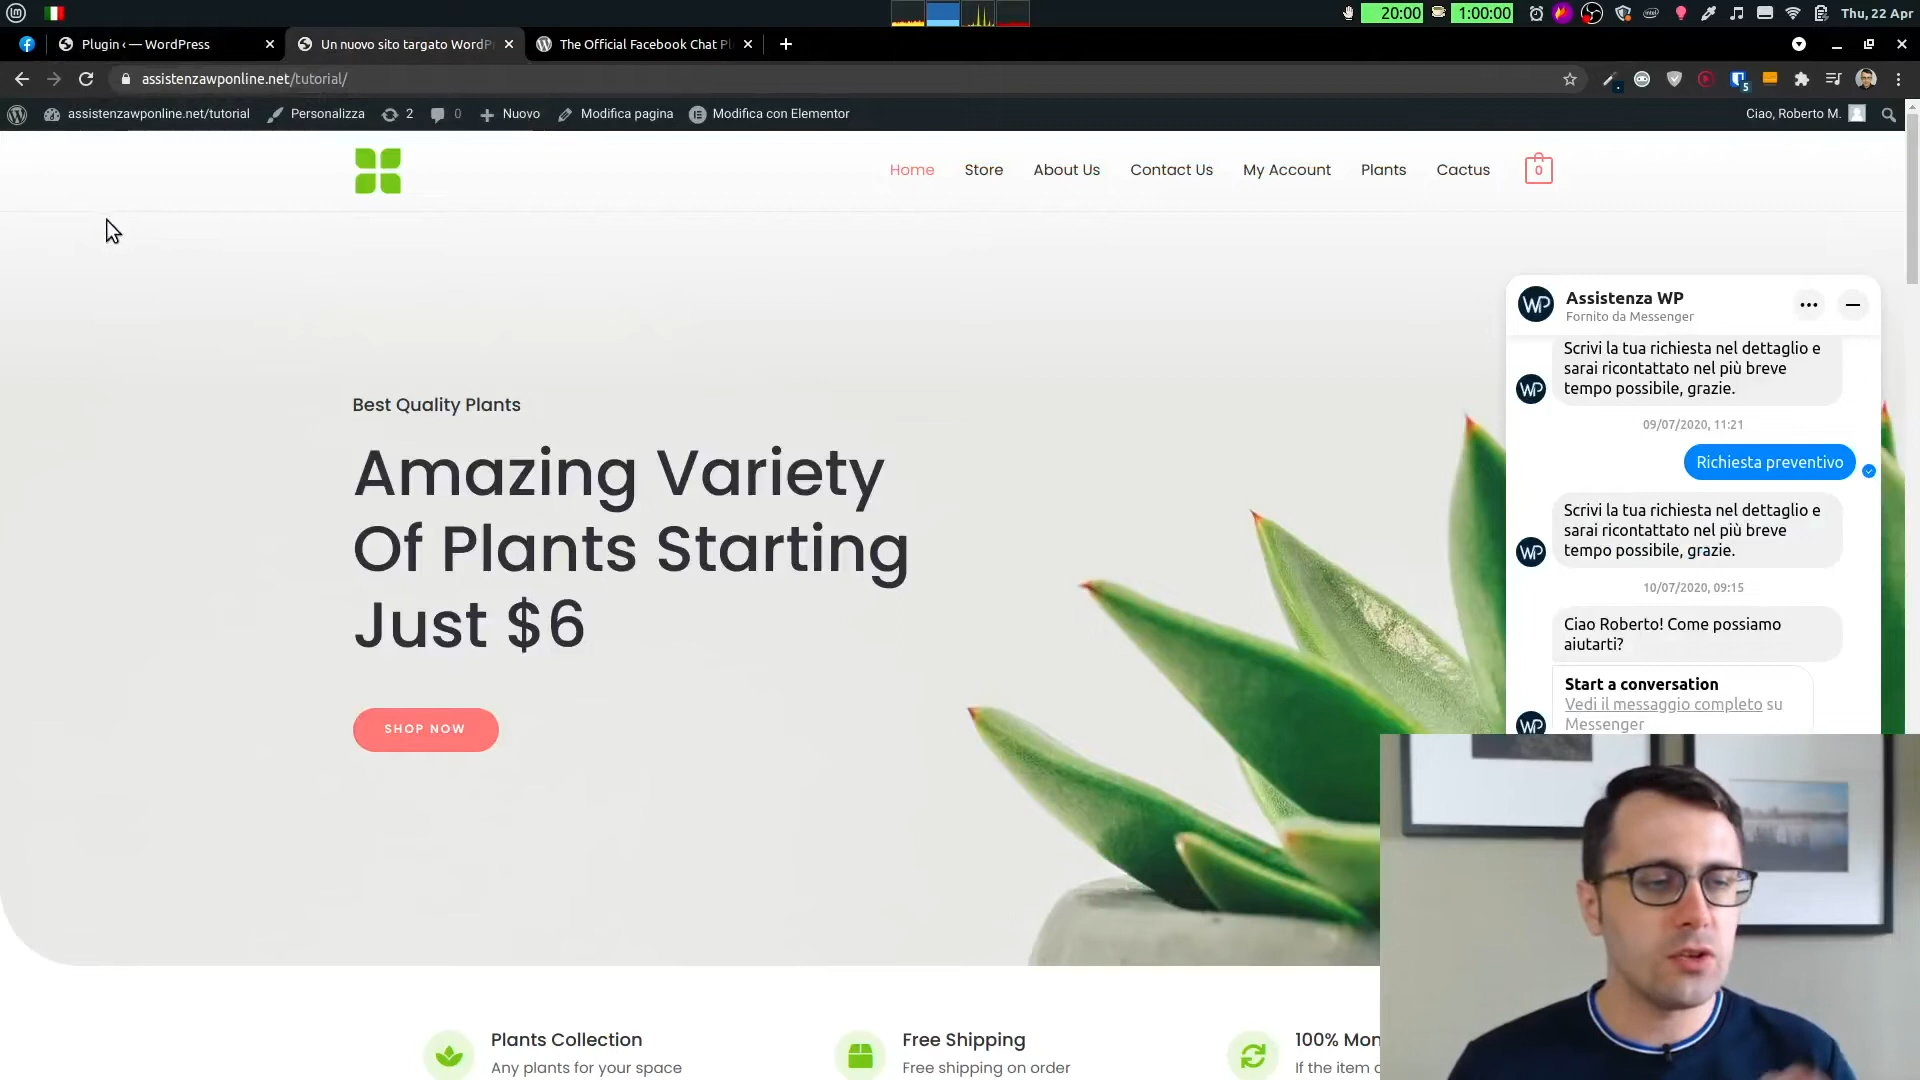 20:00
1:00:00
Thu, 22 Apr
Plugin ‹ — WordPress
Un nuovo sito targato WordP
The Official Facebook Chat Pl
assistenzawponline.net/tutorial/
5
assistenzawponline.net/tutorial
Personalizza
2
0
Nuovo
Modifica pagina
Modifica con Elementor
Ciao, Roberto M.
Home
Store
About Us
Contact Us
My Account
Plants
Cactus
0
Best Quality Plants
Amazing Variety
Of Plants Starting
Just $6
SHOP NOW
WP
Assistenza WP
Fornito da Messenger
Scrivi la tua richiesta nel dettaglio e
sarai ricontattato nel più breve
tempo possibile, grazie.
WP
09/07/2020, 11:21
Richiesta preventivo
Scrivi la tua richiesta nel dettaglio e
sarai ricontattato nel più breve
tempo possibile, grazie.
WP
10/07/2020, 09:15
Ciao Roberto! Come possiamo
aiutarti?
Start a conversation
Vedi il messaggio completo su
Messenger
WP
Plants Collection
Any plants for your space
Free Shipping
Free shipping on order
100% Mon
If the item